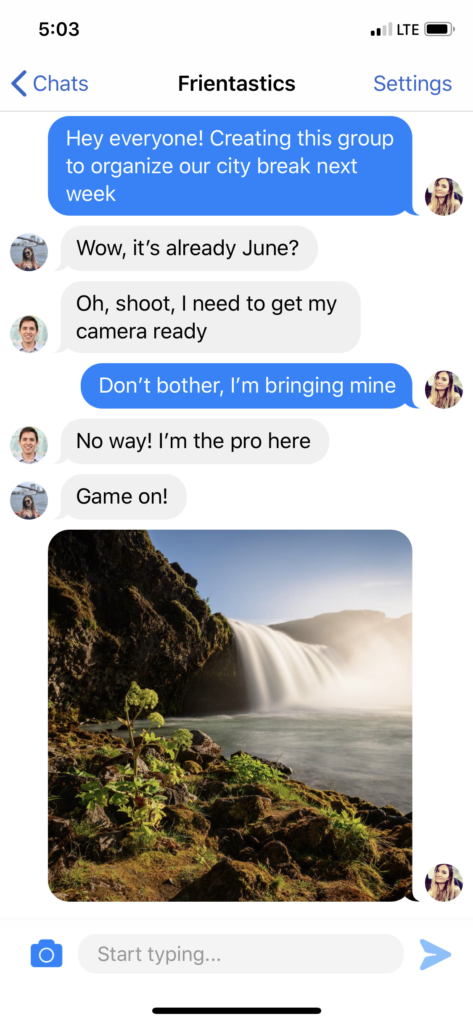 5:03
LTE
Chats
Frientastics
Settings
Hey everyone! Creating this group
to organize our city break next
week
Wow, it’s already June?
Oh, shoot, I need to get my
camera ready
Don’t bother, I’m bringing mine
No way! I’m the pro here
Game on!
Start typing...